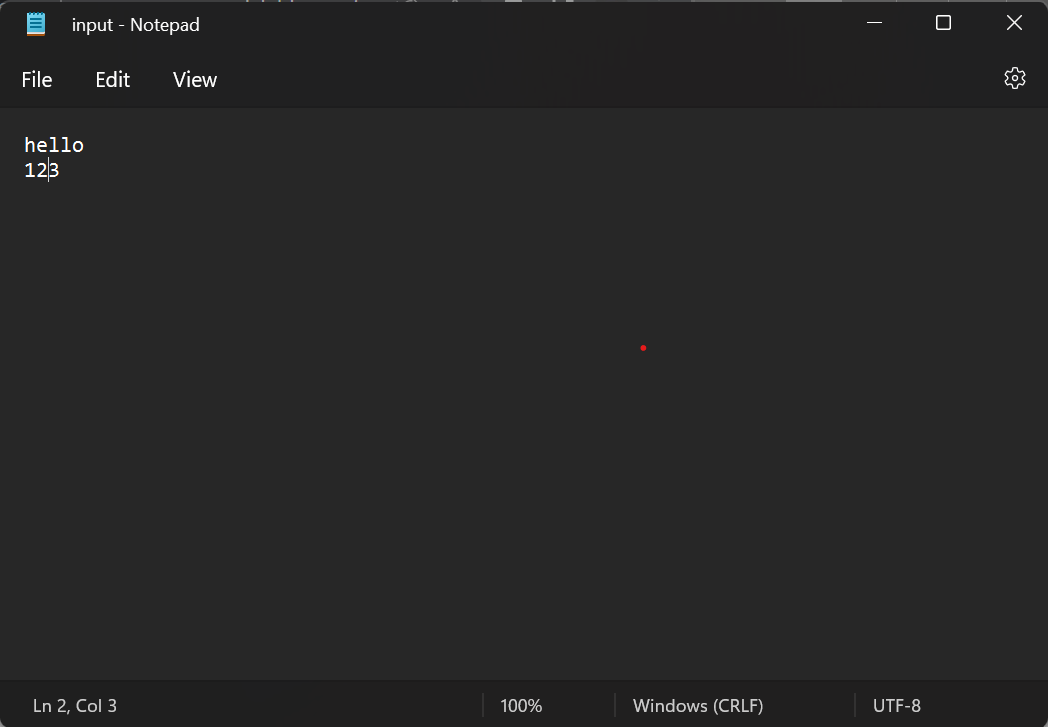 input - Notepad
File Edit View
hello
123
Ln 2, Col 3 100% Windows (CRLF) UTF-8